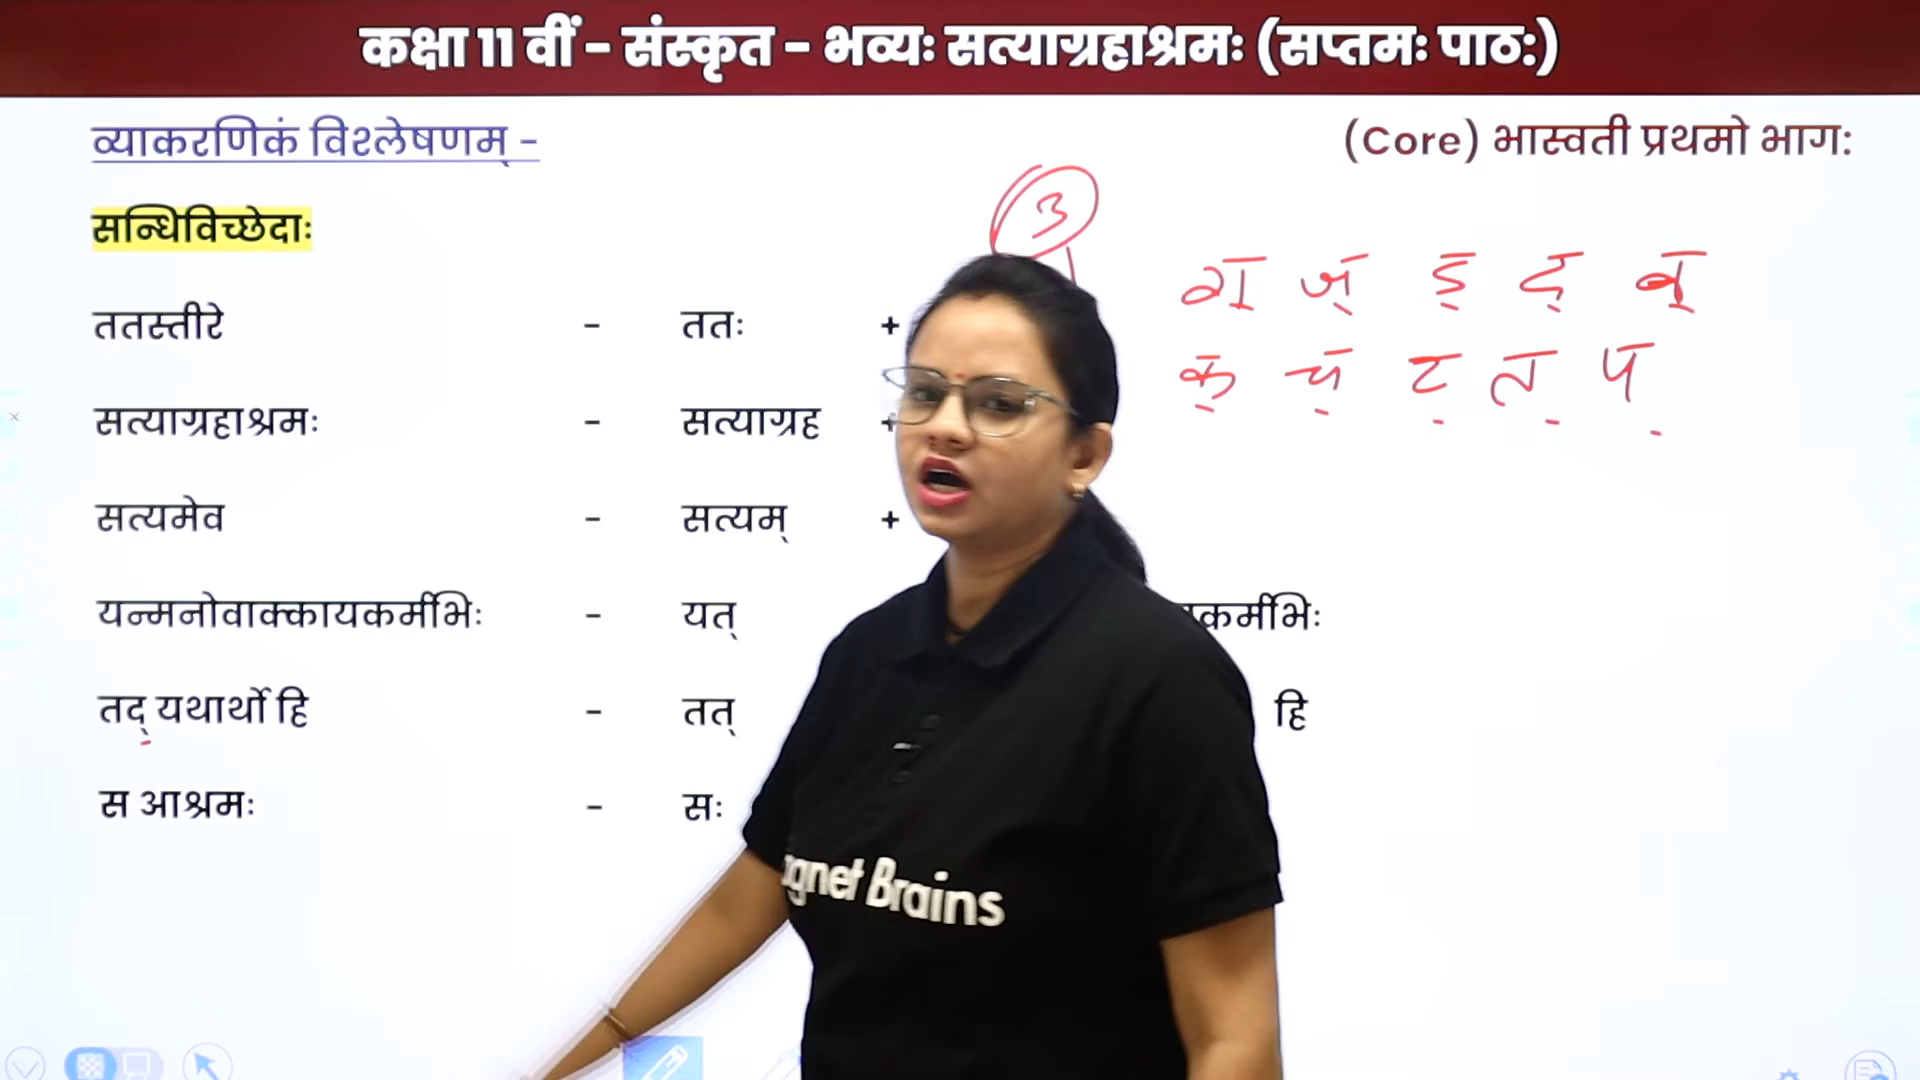 कक्षा 11 वीं - संस्कृत - भव्यः सत्याग्रहाश्रमः (सप्तमः पाठ:)
व्याकरणिकं विश्लेषणम् -
(Core) भास्वती प्रथमो भाग:
सन्धिविच्छेदाः
3
ग् ज् ड् द् ब्
ततस्तीरे - ततः +
क् च् ट् त् प्
सत्याग्रहाश्रमः - सत्याग्रह +
सत्यमेव - सत्यम् +
यन्मनोवाक्कायकर्मभिः - यत् कर्मभिः
तद् यथार्थो हि - तत् हि
स आश्रमः - सः
gnet Brains